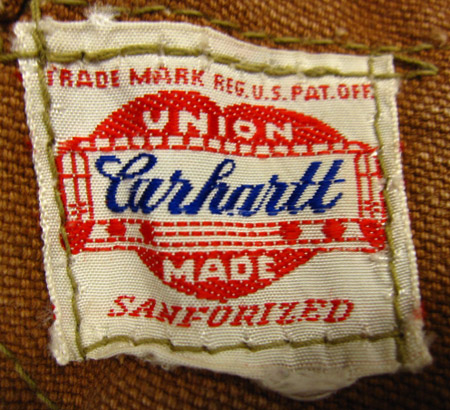 TRADE MARK REG. U.S. PAT. OFF.
UNION
Carhartt
MADE
SANFORIZED